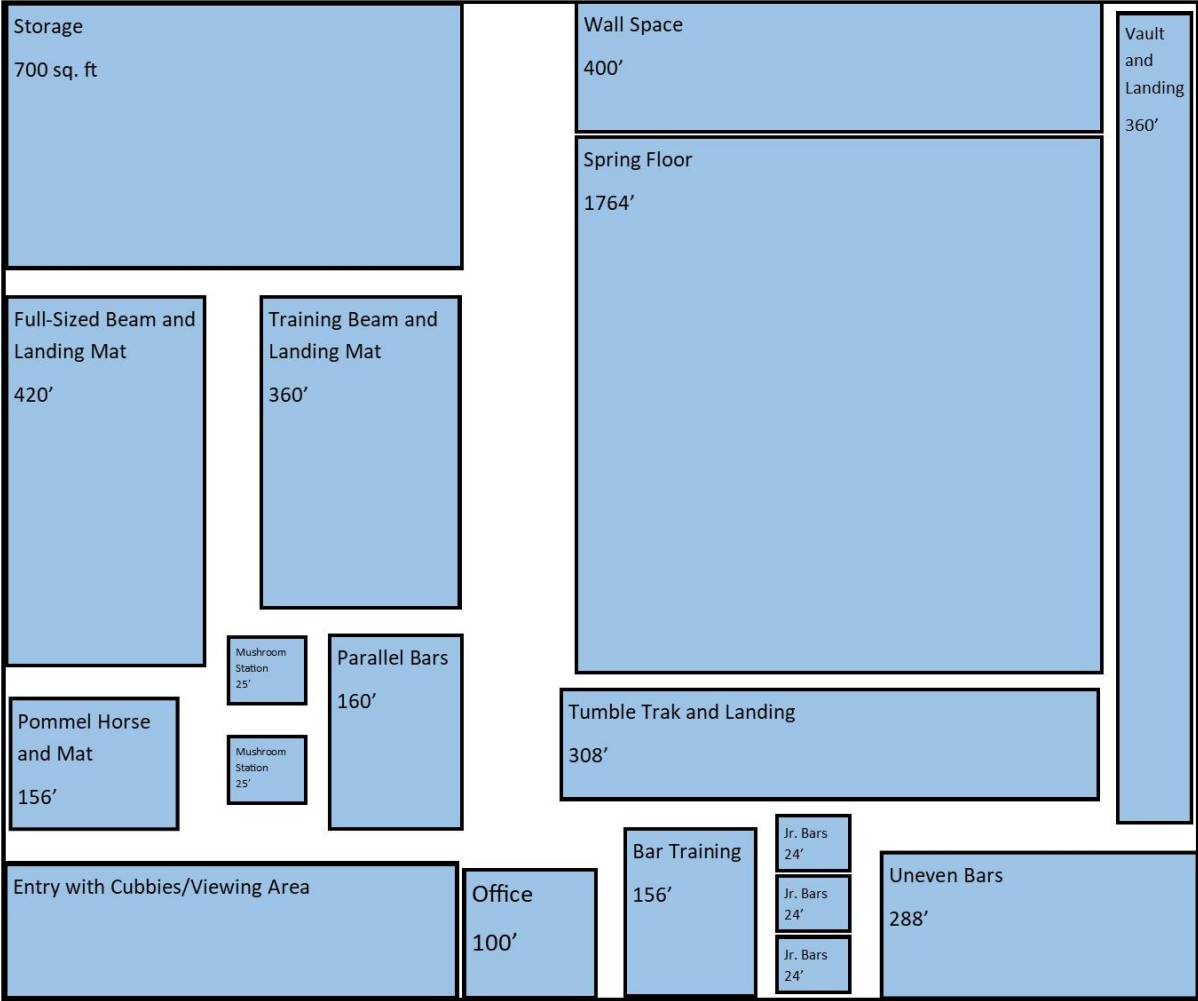 Storage
700 sq. ft
Wall Space
400’
Vault
and
Landing
360’
Spring Floor
1764’
Full-Sized Beam and
Landing Mat
420’
Training Beam and
Landing Mat
360’
Mushroom
Station
25’
Parallel Bars
160’
Pommel Horse
and Mat
156’
Mushroom
Station
25’
Tumble Trak and Landing
308’
Entry with Cubbies/Viewing Area
Office
100’
Bar Training
156’
Jr. Bars
24’
Jr. Bars
24’
Jr. Bars
24’
Uneven Bars
288’